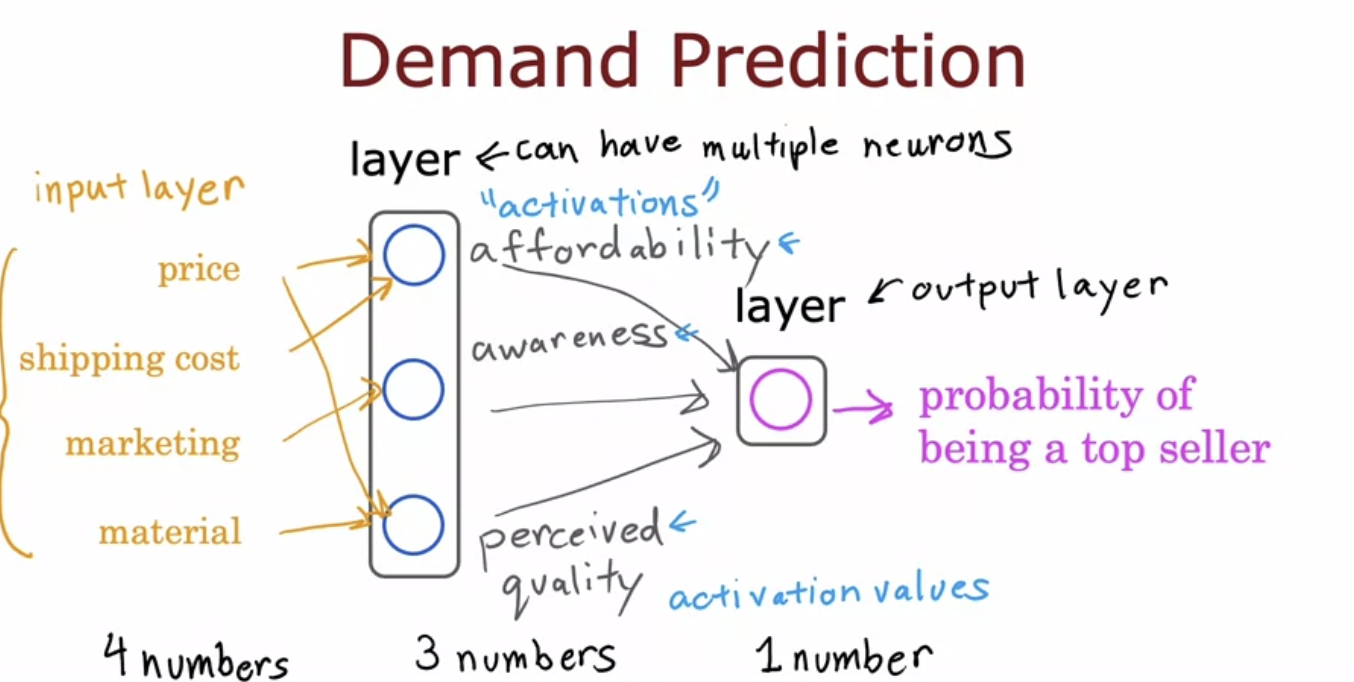 Demand Prediction
layer ←can have multiple neurons
input layer
"activations"
price
affordability
layer
output layer
shipping cost
awareness
marketing
probability of
being a top seller
material
perceived
quality
activation values
4 numbers
3 numbers
1 number